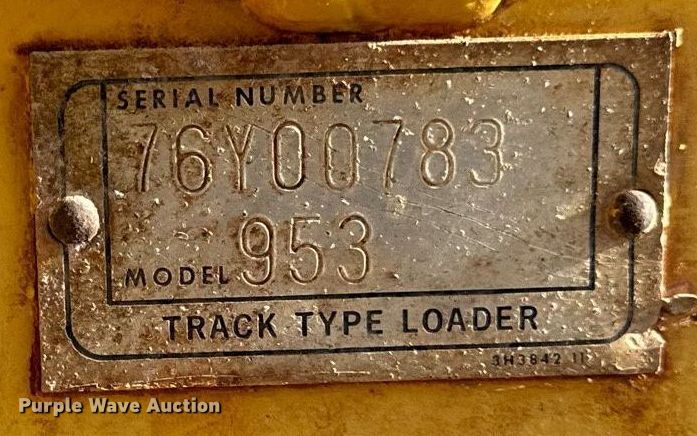 SERIAL NUMBER
76Y00783
MODEL 953
TRACK TYPE LOADER
3H3842 11
Purple Wave Auction